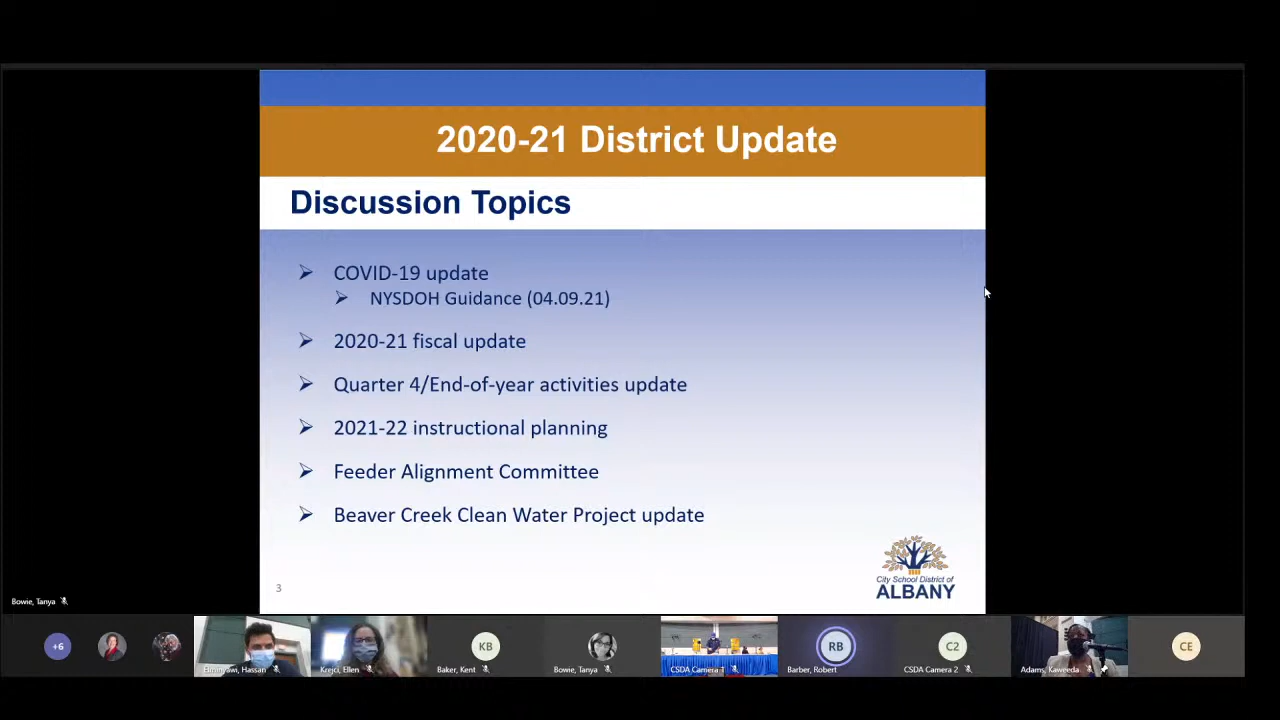 2020-21 District Update
Discussion Topics
COVID-19 update
NYSDOH Guidance (04.09.21)
2020-21 fiscal update
Quarter 4/End-of-year activities update
2021-22 instructional planning
Feeder Alignment Committee
Beaver Creek Clean Water Project update
City School District of
ALBANY
3
Bowie, Tanya
+6
Hassan
Krejci, Ellen
KB
Baker, Kent
Bowie, Tanya
CSDA Camera 1
RB
Barber, Robert
C2
CSDA Camera 2
Adams, Kaweeda
CE